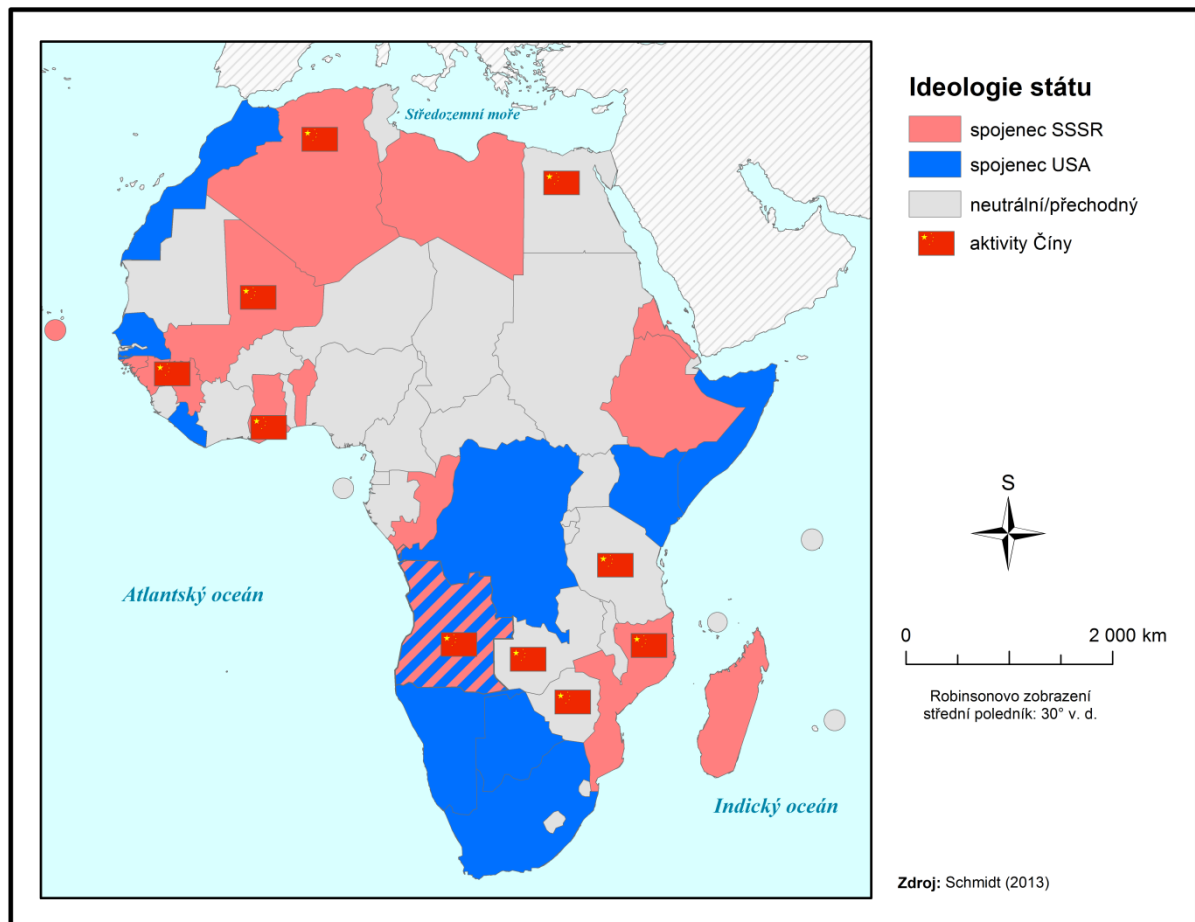 Ideologie státu
spojenec SSSR
spojenec USA
neutrální/přechodný
aktivity Číny
Středozemní moře
Atlantský oceán
Indický oceán
S
0 2 000 km
Robinsonovo zobrazení
střední poledník: 30° v. d.
Zdroj: Schmidt (2013)